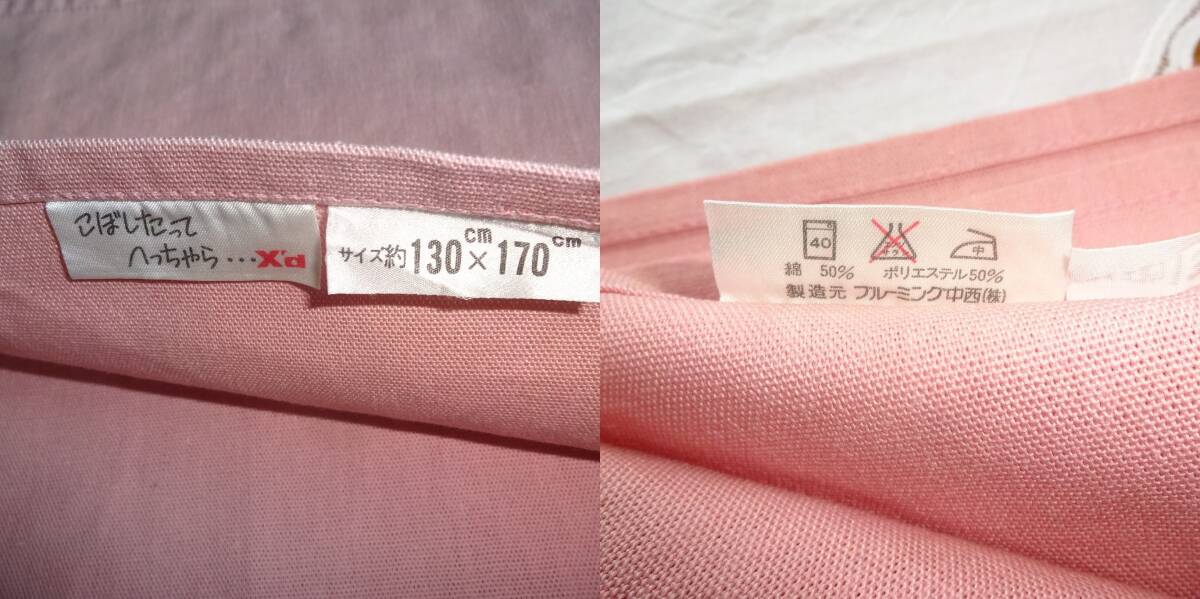 こぼしたって
へっちゃら…X'd
サイズ約130cm×170cm
40 中
綿 50% ポリエステル50%
製造元 ブルーミング中西(株)